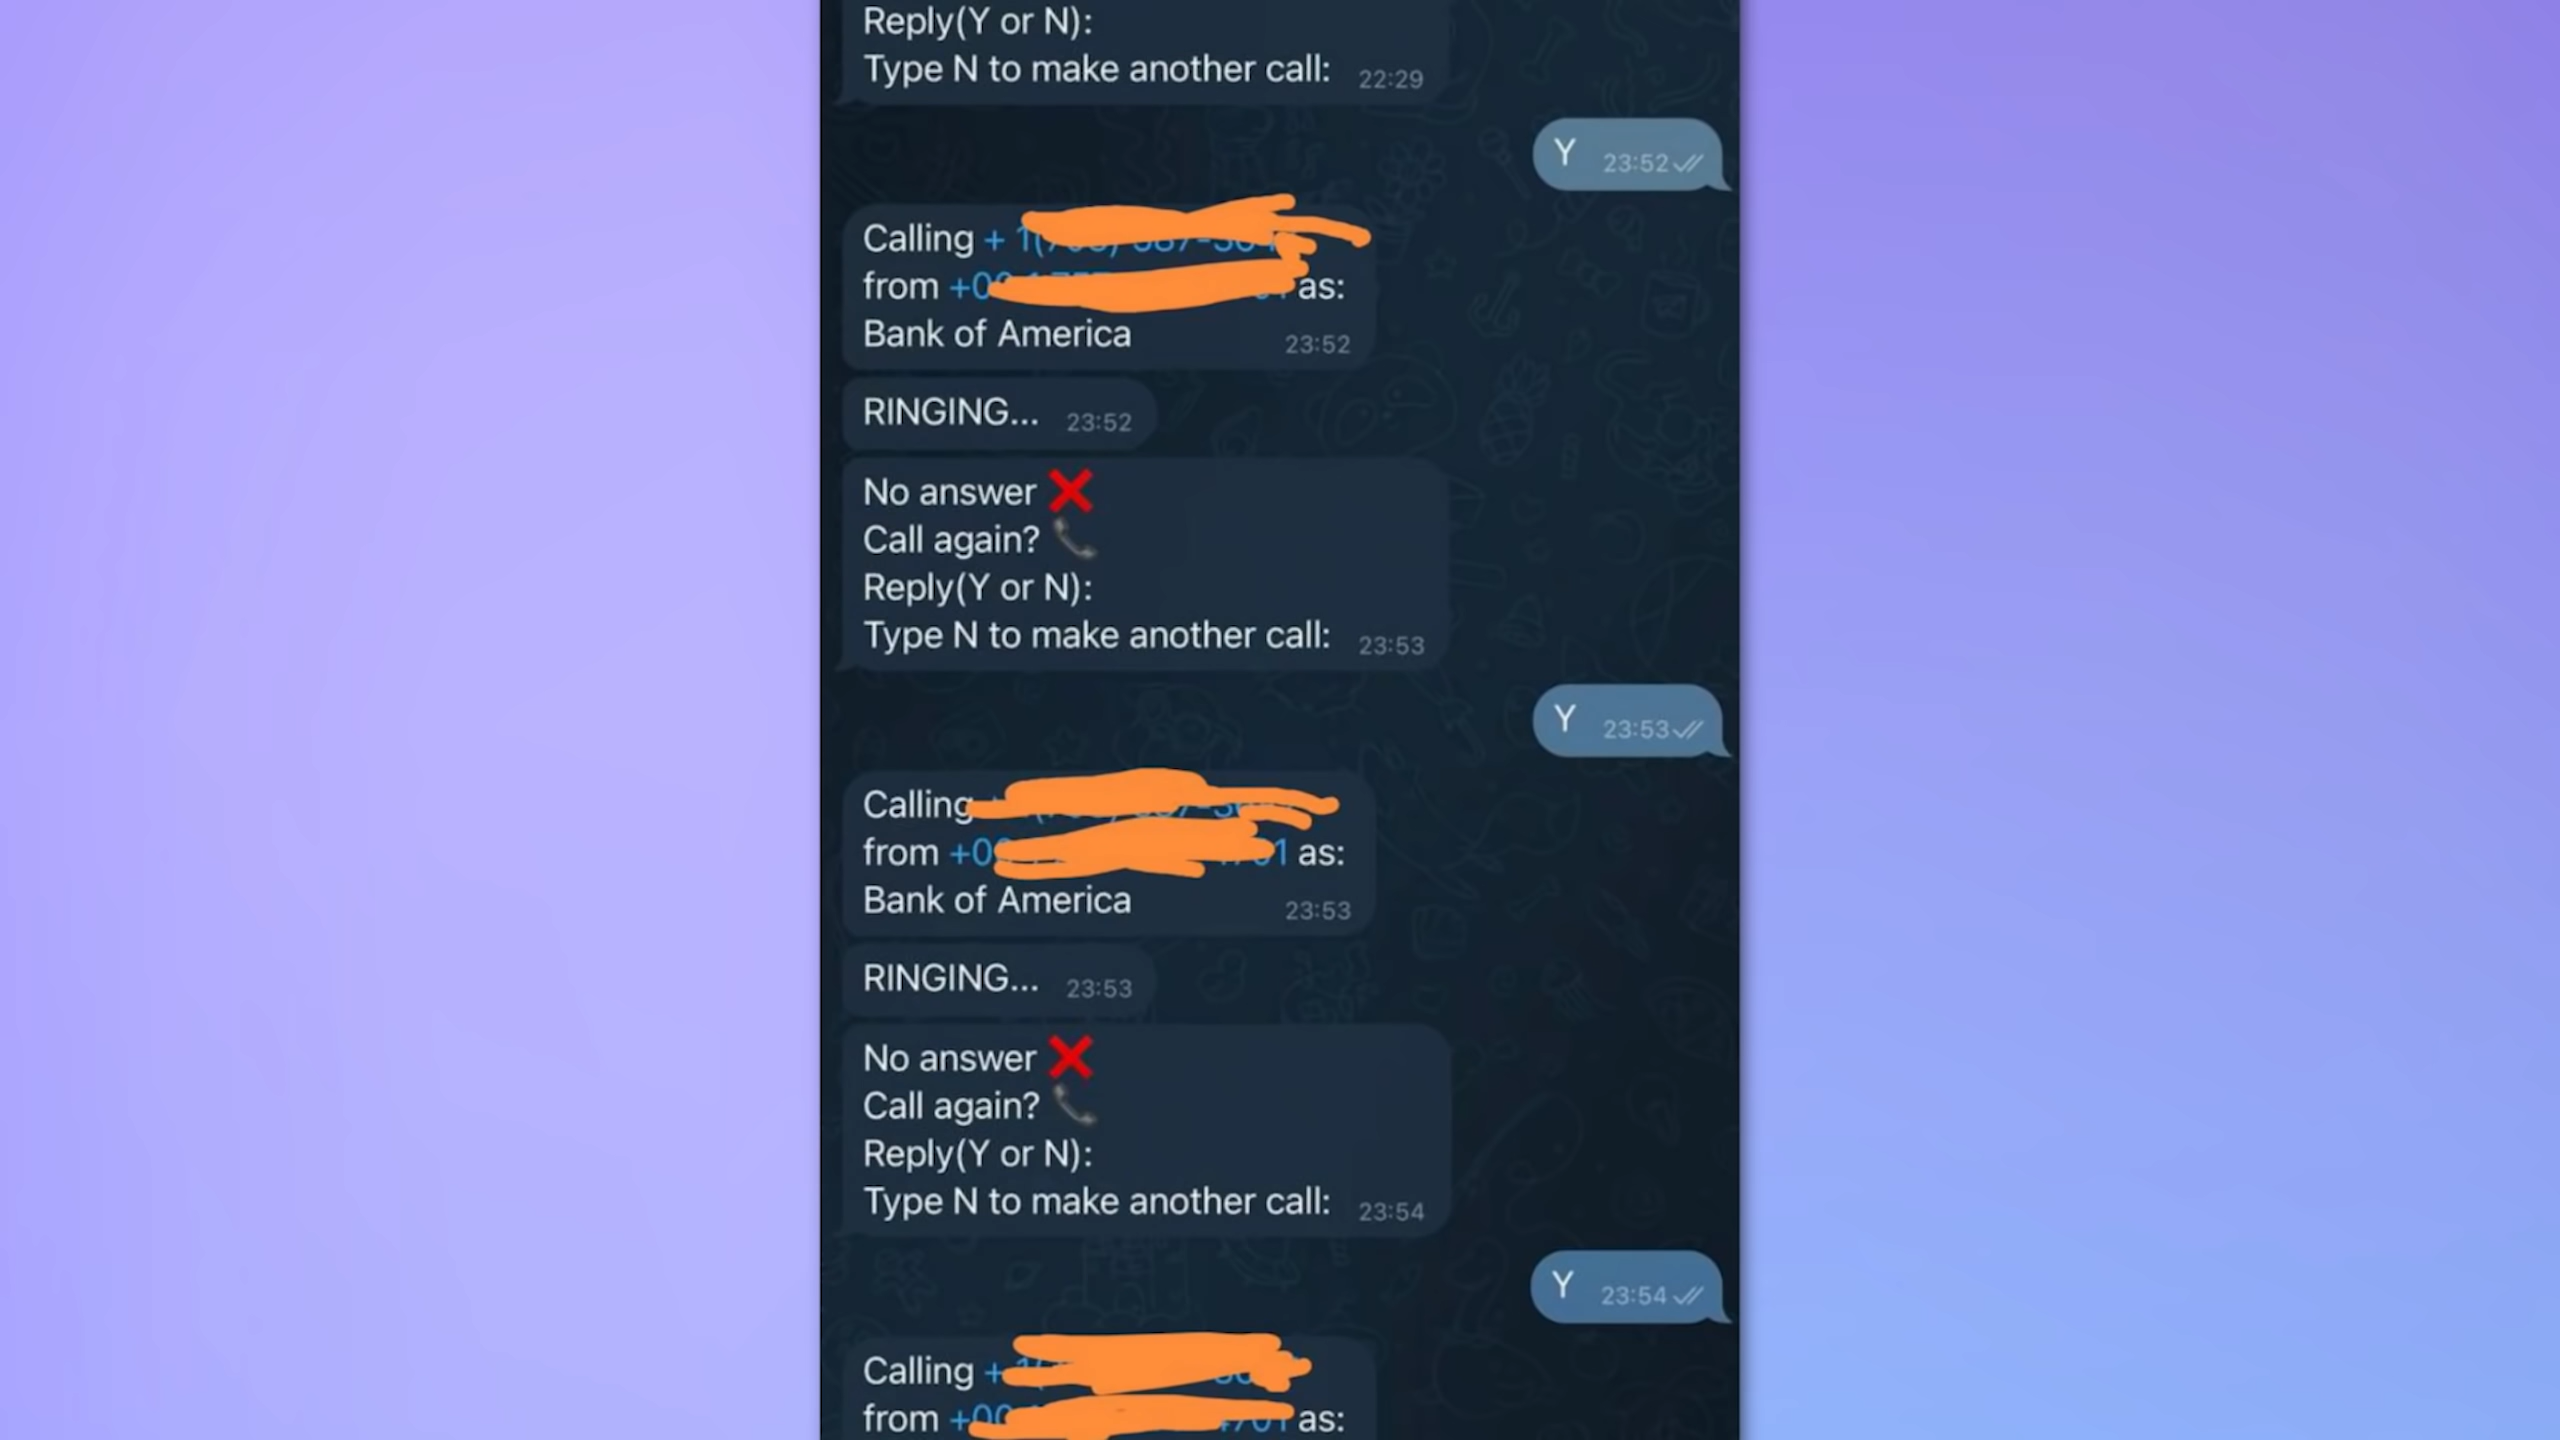 Reply(Y or N):
Type N to make another call: 22:29
Y 23:52
Calling +
from as:
Bank of America 23:52
RINGING... 23:52
No answer ❌
Call again? 📞
Reply(Y or N):
Type N to make another call: 23:53
Y 23:53
Calling
from as:
Bank of America 23:53
RINGING... 23:53
No answer ❌
Call again? 📞
Reply(Y or N):
Type N to make another call: 23:54
Y 23:54
Calling +
from as: